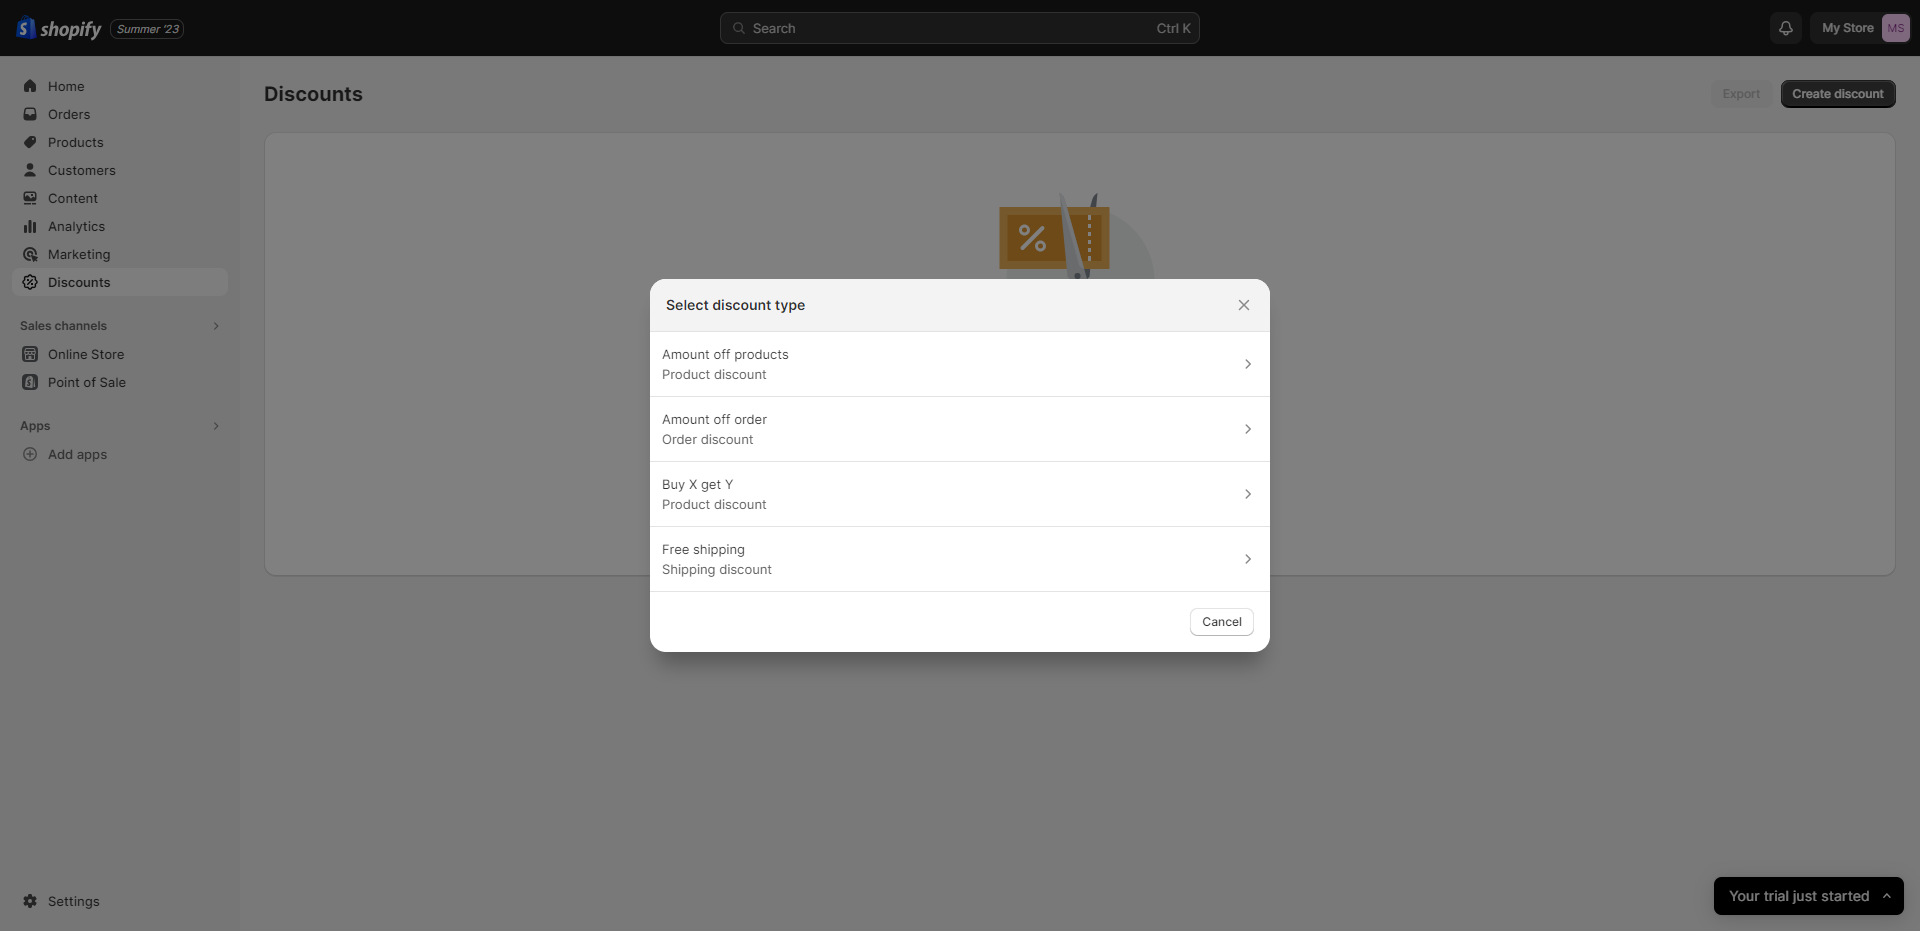 shopify Summer '23
Search Ctrl K
My Store MS
Home
Orders
Products
Customers
Content
Analytics
Marketing
Discounts
Sales channels
Online Store
Point of Sale
Apps
Add apps
Settings
Discounts
Export
Create discount
%
Select discount type
Amount off products
Product discount
Amount off order
Order discount
Buy X get Y
Product discount
Free shipping
Shipping discount
Cancel
Your trial just started